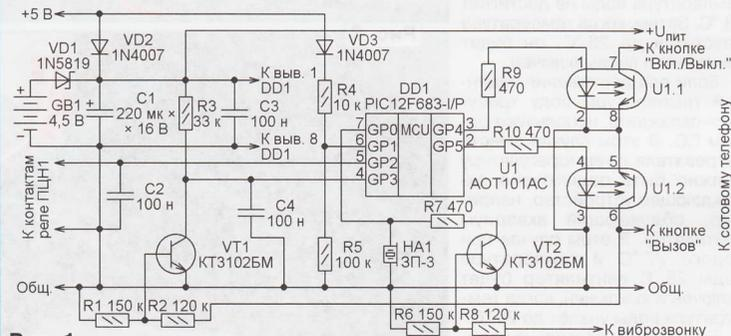 +5 В
VD1
1N5819
VD2
1N4007
VD3
1N4007
+Uпит
К кнопке
"Вкл./Выкл."
К выв. 1
DD1
GB1
4,5 В
C1
220 мк ×
× 16 В
R3
33 к
C3
100 н
R4
10 к
К выв. 8
DD1
DD1
PIC12F683-I/P
7
6
5
4
GP0
GP1
GP2
GP3
MCU
GP4
GP5
3
2
R9
470
R10 470
U1
АОТ101АС
1
7
2
8
U1.1
4
5
3
6
U1.2
К сотовому телефону
К контактам
реле ПЦН1
C2
100 н
C4
100 н
VT1
КТ3102БМ
R5
100 к
HA1
ЗП-3
R7 470
VT2
КТ3102БМ
К кнопке
"Вызов"
Общ.
Общ.
R1 150 к
R2 120 к
R6 150 к
R8 120 к
К виброзвонку